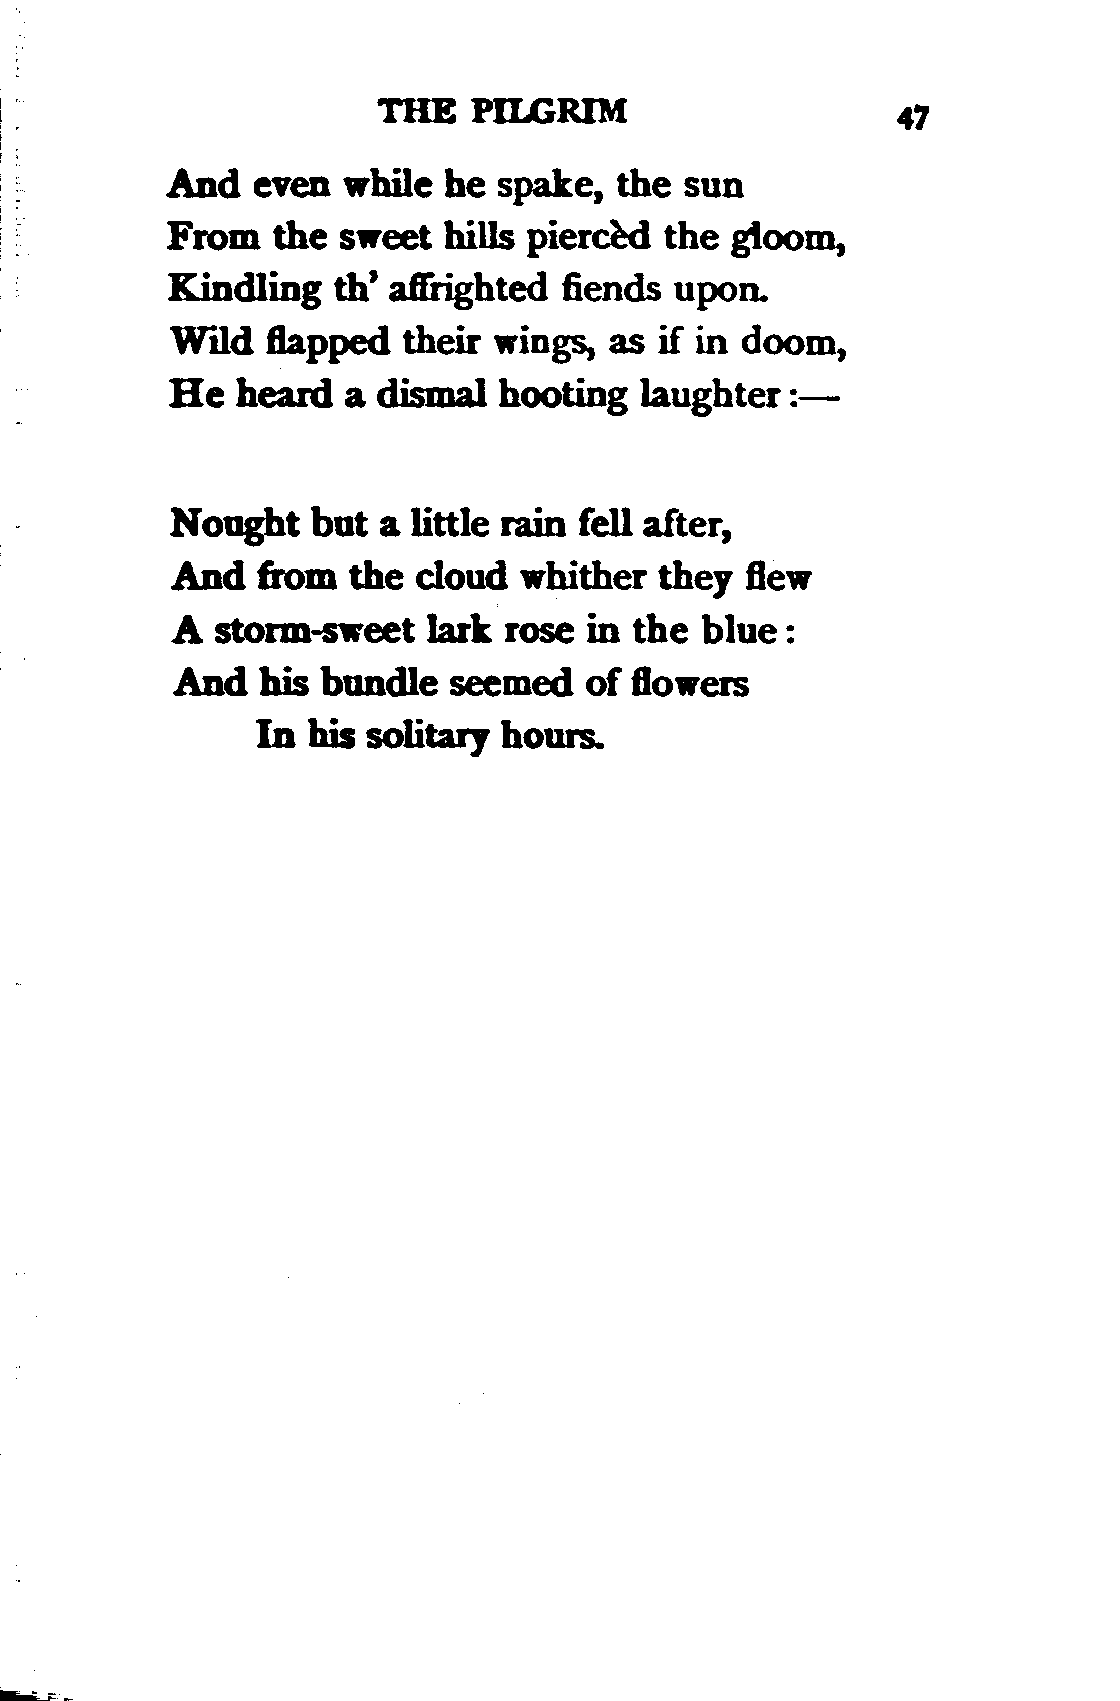 THE PILGRIM 47
And even while he spake, the sun
From the sweet hills piercèd the gloom,
Kindling th' affrighted fiends upon.
Wild flapped their wings, as if in doom,
He heard a dismal hooting laughter:—
Nought but a little rain fell after,
And from the cloud whither they flew
A storm-sweet lark rose in the blue:
And his bundle seemed of flowers
In his solitary hours.